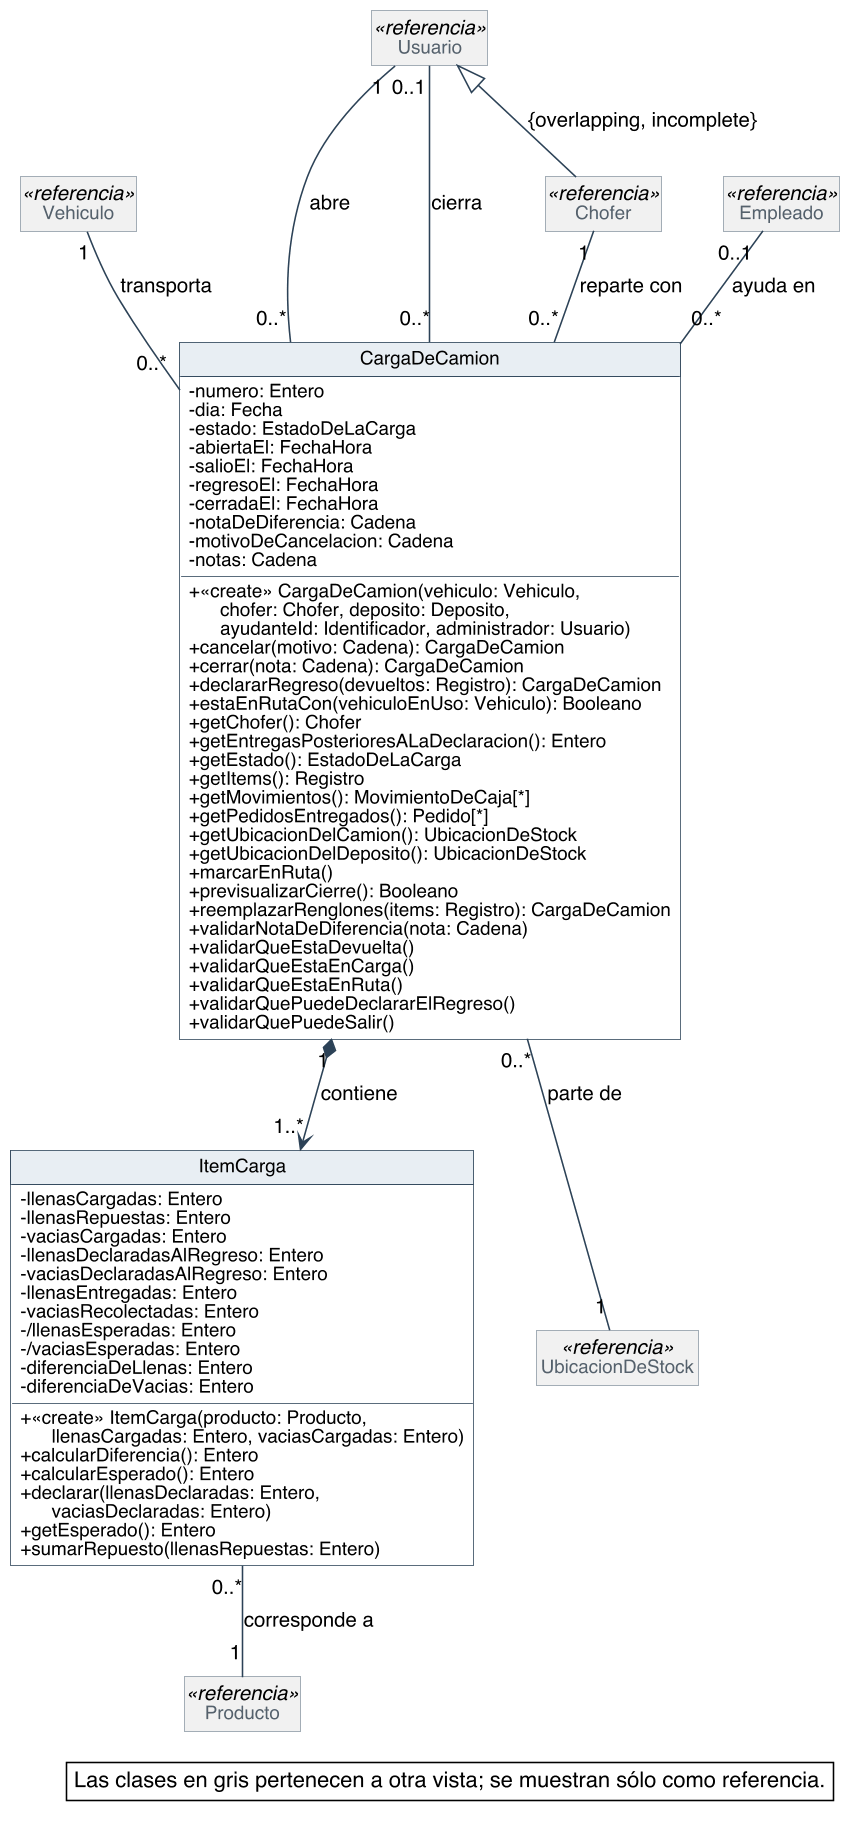 «referencia»
Usuario
1 0..1
{overlapping, incomplete}
«referencia»
Vehiculo
abre
cierra
«referencia»
Chofer
«referencia»
Empleado
1
1
0..1
transporta
reparte con
ayuda en
0..*
0..*
0..*
0..*
0..*
CargaDeCamion
-numero: Entero
-dia: Fecha
-estado: EstadoDeLaCarga
-abiertaEl: FechaHora
-salioEl: FechaHora
-regresoEl: FechaHora
-cerradaEl: FechaHora
-notaDeDiferencia: Cadena
-motivoDeCancelacion: Cadena
-notas: Cadena
+«create» CargaDeCamion(vehiculo: Vehiculo,
chofer: Chofer, deposito: Deposito,
ayudanteId: Identificador, administrador: Usuario)
+cancelar(motivo: Cadena): CargaDeCamion
+cerrar(nota: Cadena): CargaDeCamion
+declararRegreso(devueltos: Registro): CargaDeCamion
+estaEnRutaCon(vehiculoEnUso: Vehiculo): Booleano
+getChofer(): Chofer
+getEntregasPosterioresALaDeclaracion(): Entero
+getEstado(): EstadoDeLaCarga
+getItems(): Registro
+getMovimientos(): MovimientoDeCaja[*]
+getPedidosEntregados(): Pedido[*]
+getUbicacionDelCamion(): UbicacionDeStock
+getUbicacionDelDeposito(): UbicacionDeStock
+marcarEnRuta()
+previsualizarCierre(): Booleano
+reemplazarRenglones(items: Registro): CargaDeCamion
+validarNotaDeDiferencia(nota: Cadena)
+validarQueEstaDevuelta()
+validarQueEstaEnCarga()
+validarQueEstaEnRuta()
+validarQuePuedeDeclararElRegreso()
+validarQuePuedeSalir()
1
0..*
contiene
parte de
1..*
ItemCarga
-llenasCargadas: Entero
-llenasRepuestas: Entero
-vaciasCargadas: Entero
-llenasDeclaradasAlRegreso: Entero
-vaciasDeclaradasAlRegreso: Entero
-llenasEntregadas: Entero
-vaciasRecolectadas: Entero
-/llenasEsperadas: Entero
-/vaciasEsperadas: Entero
-diferenciaDeLlenas: Entero
-diferenciaDeVacias: Entero
+«create» ItemCarga(producto: Producto,
llenasCargadas: Entero, vaciasCargadas: Entero)
+calcularDiferencia(): Entero
+calcularEsperado(): Entero
+declarar(llenasDeclaradas: Entero,
vaciasDeclaradas: Entero)
+getEsperado(): Entero
+sumarRepuesto(llenasRepuestas: Entero)
1
«referencia»
UbicacionDeStock
0..*
corresponde a
1
«referencia»
Producto
Las clases en gris pertenecen a otra vista; se muestran sólo como referencia.